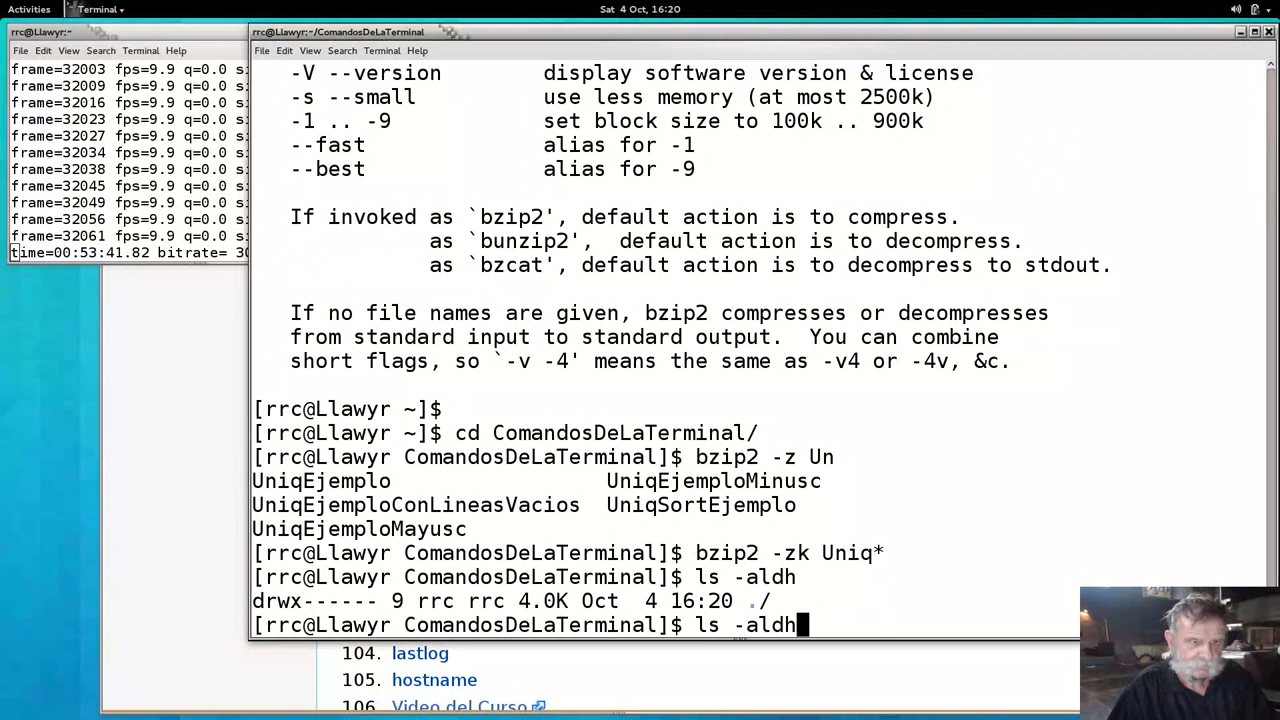 Activities Terminal Sat 4 Oct, 16:20
rrc@Llawyr:~
File Edit View Search Terminal Help
frame=32003 fps=9.9 q=0.0 si
frame=32009 fps=9.9 q=0.0 si
frame=32016 fps=9.9 q=0.0 si
frame=32023 fps=9.9 q=0.0 si
frame=32027 fps=9.9 q=0.0 si
frame=32034 fps=9.9 q=0.0 si
frame=32038 fps=9.9 q=0.0 si
frame=32045 fps=9.9 q=0.0 si
frame=32049 fps=9.9 q=0.0 si
frame=32056 fps=9.9 q=0.0 si
frame=32061 fps=9.9 q=0.0 si
time=00:53:41.82 bitrate= 30
rrc@Llawyr:~/ComandosDeLaTerminal
File Edit View Search Terminal Help
-V --version display software version & license
-s --small use less memory (at most 2500k)
-1 .. -9 set block size to 100k .. 900k
--fast alias for -1
--best alias for -9
If invoked as `bzip2', default action is to compress.
as `bunzip2', default action is to decompress.
as `bzcat', default action is to decompress to stdout.
If no file names are given, bzip2 compresses or decompresses
from standard input to standard output. You can combine
short flags, so `-v -4' means the same as -v4 or -4v, &c.
[rrc@Llawyr ~]$
[rrc@Llawyr ~]$ cd ComandosDeLaTerminal/
[rrc@Llawyr ComandosDeLaTerminal]$ bzip2 -z Un
UniqEjemplo UniqEjemploMinusc
UniqEjemploConLineasVacios UniqSortEjemplo
UniqEjemploMayusc
[rrc@Llawyr ComandosDeLaTerminal]$ bzip2 -zk Uniq*
[rrc@Llawyr ComandosDeLaTerminal]$ ls -aldh
drwx------ 9 rrc rrc 4.0K Oct 4 16:20 ./
[rrc@Llawyr ComandosDeLaTerminal]$ ls -aldh
104. lastlog
105. hostname
106. Video del Curso